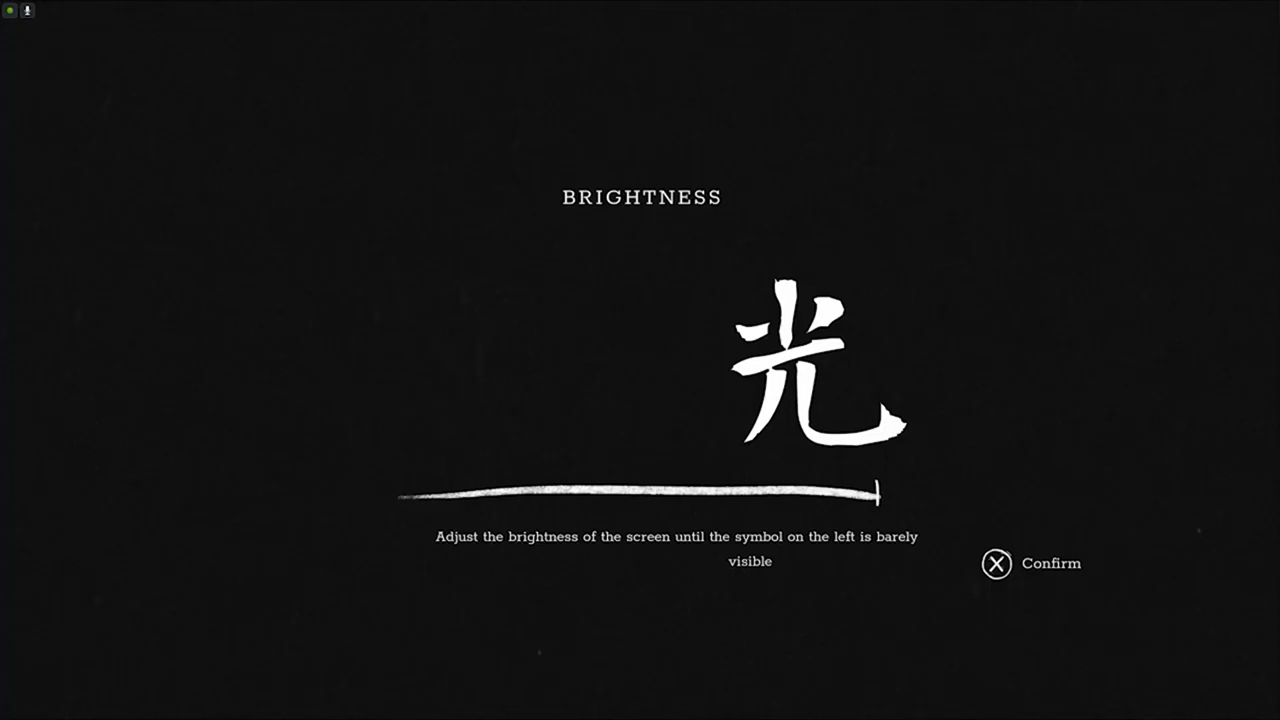 BRIGHTNESS
光
Adjust the brightness of the screen until the symbol on the left is barely
visible
Confirm